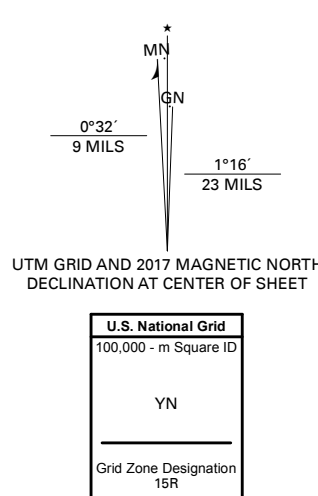 ★
MN
GN
0°32´
9 MILS
1°16´
23 MILS
UTM GRID AND 2017 MAGNETIC NORTH
DECLINATION AT CENTER OF SHEET
U.S. National Grid
100,000 - m Square ID
YN
Grid Zone Designation
15R